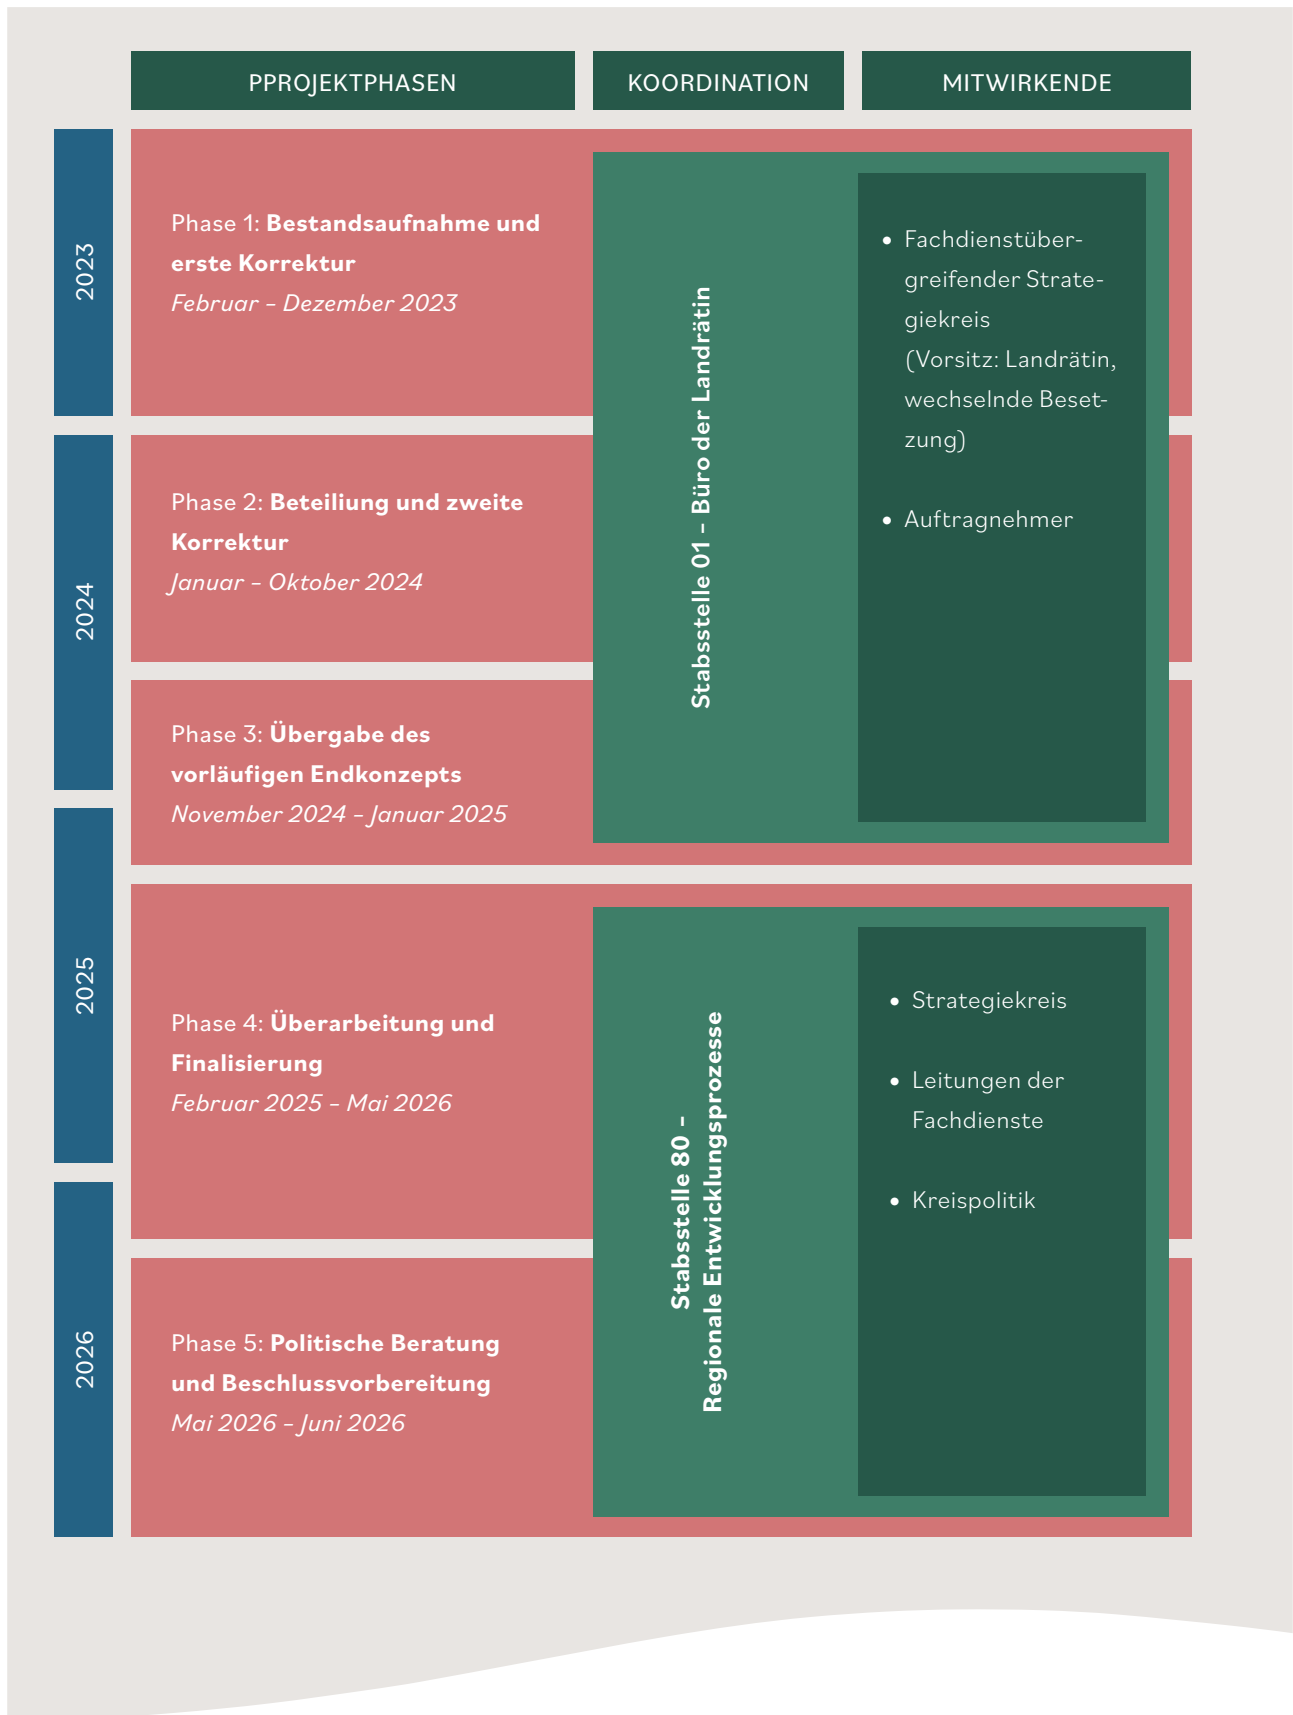 PPROJEKTPHASEN
KOORDINATION
MITWIRKENDE
2023
Phase 1: Bestandsaufnahme und
erste Korrektur
Februar – Dezember 2023
2024
Phase 2: Beteiliung und zweite
Korrektur
Januar – Oktober 2024
Phase 3: Übergabe des
vorläufigen Endkonzepts
November 2024 – Januar 2025
Stabsstelle 01 – Büro der Landrätin
• Fachdienstüber-
greifender Strate-
giekreis
(Vorsitz: Landrätin,
wechselnde Beset-
zung)
• Auftragnehmer
2025
Phase 4: Überarbeitung und
Finalisierung
Februar 2025 – Mai 2026
2026
Phase 5: Politische Beratung
und Beschlussvorbereitung
Mai 2026 – Juni 2026
Stabsstelle 80 –
Regionale Entwicklungsprozesse
• Strategiekreis
• Leitungen der
Fachdienste
• Kreispolitik